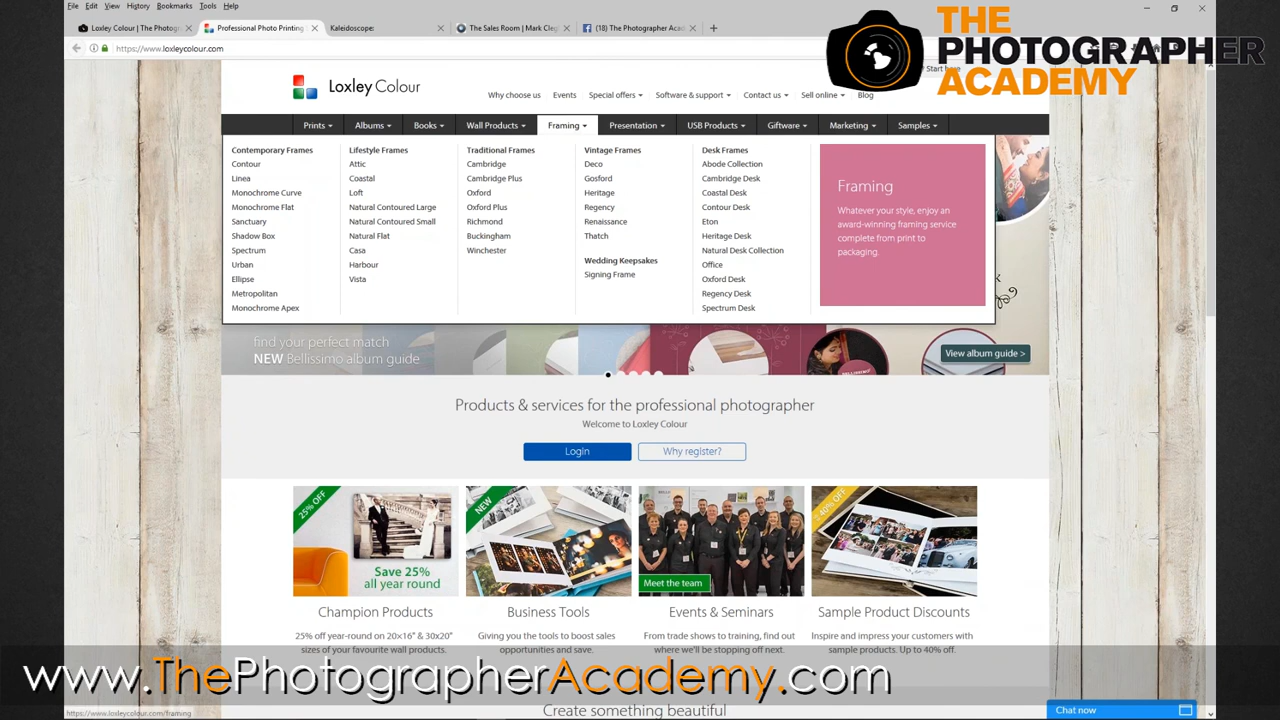 File Edit View History Bookmarks Tools Help
Loxley Colour | The Photogr
Professional Photo Printing
Kaleidoscope:
The Sales Room | Mark Cle
(18) The Photographer Acad
https://www.loxleycolour.com
THE
PHOTOGRAPHER
ACADEMY
Start here
Loxley Colour
Why choose us Events Special offers Software & support Contact us Sell online Blog
Prints Albums Books Wall Products Framing Presentation USB Products Giftware Marketing Samples
Contemporary Frames
Contour
Linea
Monochrome Curve
Monochrome Flat
Sanctuary
Shadow Box
Spectrum
Urban
Ellipse
Metropolitan
Monochrome Apex
Lifestyle Frames
Attic
Coastal
Loft
Natural Contoured Large
Natural Contoured Small
Natural Flat
Casa
Harbour
Vista
Traditional Frames
Cambridge
Cambridge Plus
Oxford
Oxford Plus
Richmond
Buckingham
Winchester
Vintage Frames
Deco
Gosford
Heritage
Regency
Renaissance
Thatch
Wedding Keepsakes
Signing Frame
Desk Frames
Abode Collection
Cambridge Desk
Coastal Desk
Contour Desk
Eton
Heritage Desk
Natural Desk Collection
Office
Oxford Desk
Regency Desk
Spectrum Desk
Framing
Whatever your style, enjoy an
award-winning framing service
complete from print to
packaging.
find your perfect match
NEW Bellissimo album guide
View album guide >
Products & services for the professional photographer
Welcome to Loxley Colour
Login
Why register?
25% OFF
Save 25%
all year round
NEW
Meet the team
40% OFF
Champion Products
Business Tools
Events & Seminars
Sample Product Discounts
25% off year-round on 20×16" & 30x20"
sizes of your favourite wall products.
Giving you the tools to boost sales
opportunities and save.
From trade shows to training, find out
where we'll be stopping off next.
Inspire and impress your customers with
sample products. Up to 40% off.
www.ThePhotographerAcademy.com
https://www.loxleycolour.com/framing
Create something beautiful
Chat now